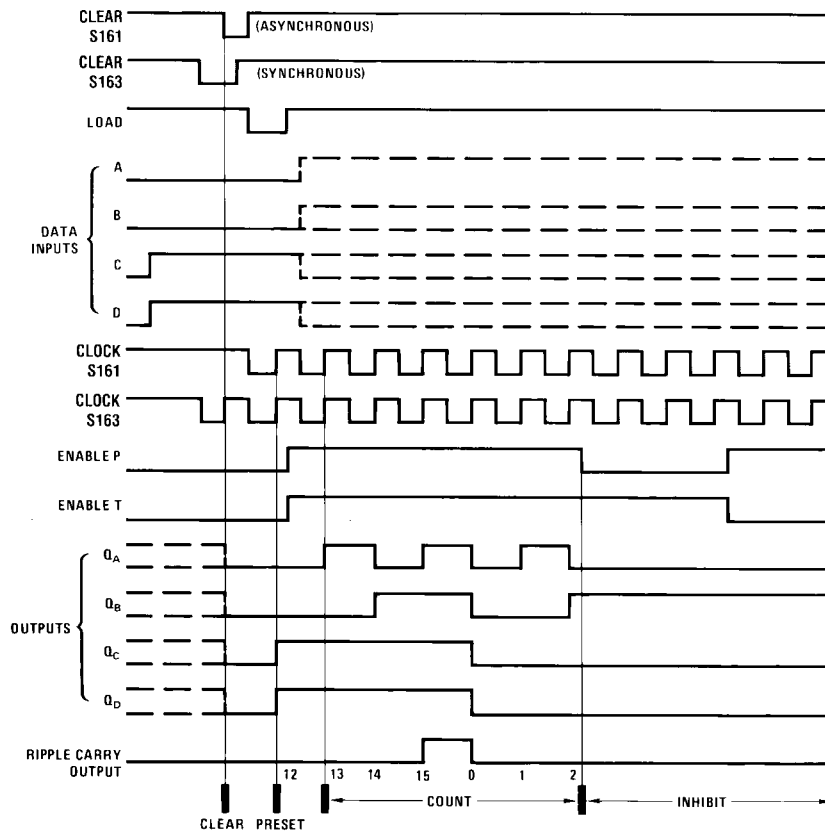 CLEAR
S161
(ASYNCHRONOUS)
CLEAR
S163
(SYNCHRONOUS)
LOAD
A
B
DATA
INPUTS
C
D
CLOCK
S161
CLOCK
S163
ENABLE P
ENABLE T
QA
QB
OUTPUTS
QC
QD
RIPPLE CARRY
OUTPUT
12 13 14 15 0 1 2
COUNT
INHIBIT
CLEAR PRESET